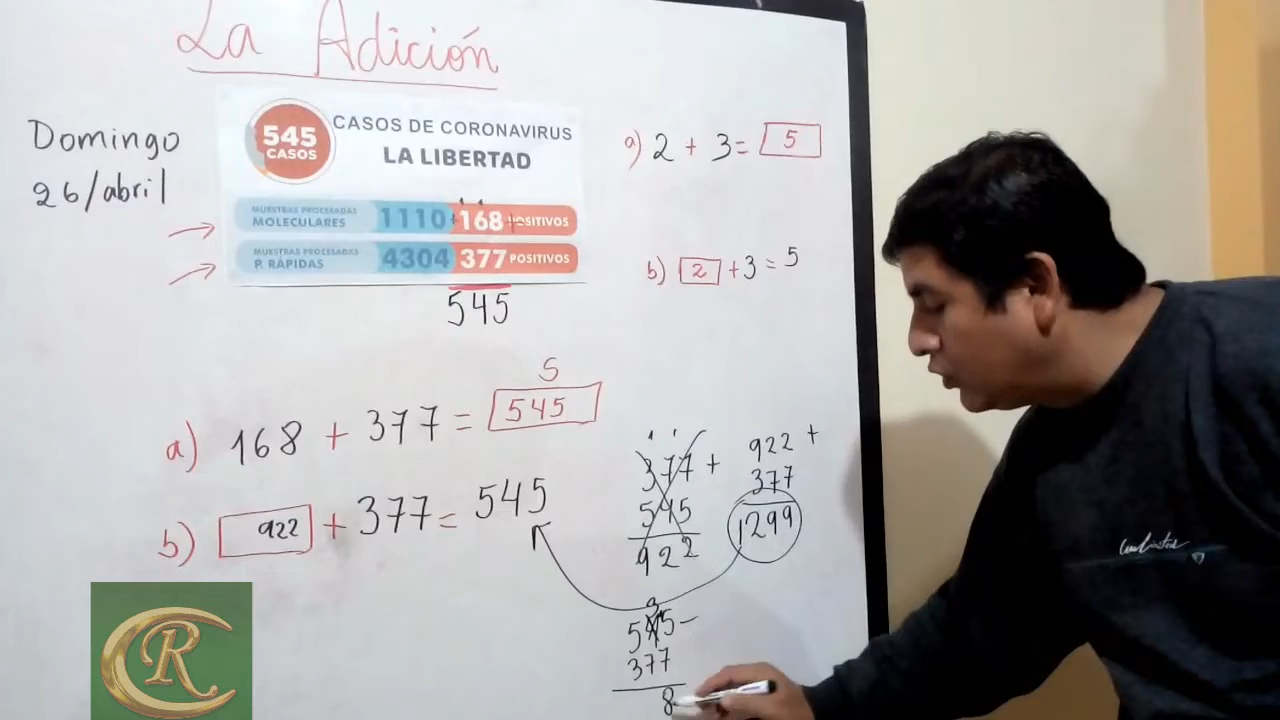 La Adición
Domingo
26/abril
545
CASOS
CASOS DE CORONAVIRUS
LA LIBERTAD
MUESTRAS PROCESADAS
MOLECULARES
1110
168
POSITIVOS
MUESTRAS PROCESADAS
P. RÁPIDAS
4304
377
POSITIVOS
545
a) 2 + 3 = 5
b) 2 + 3 = 5
S
a) 168 + 377 = 545
b) 922 + 377 = 545
377 +
545
922
922 +
377
1299
3
545 -
377
8
CR